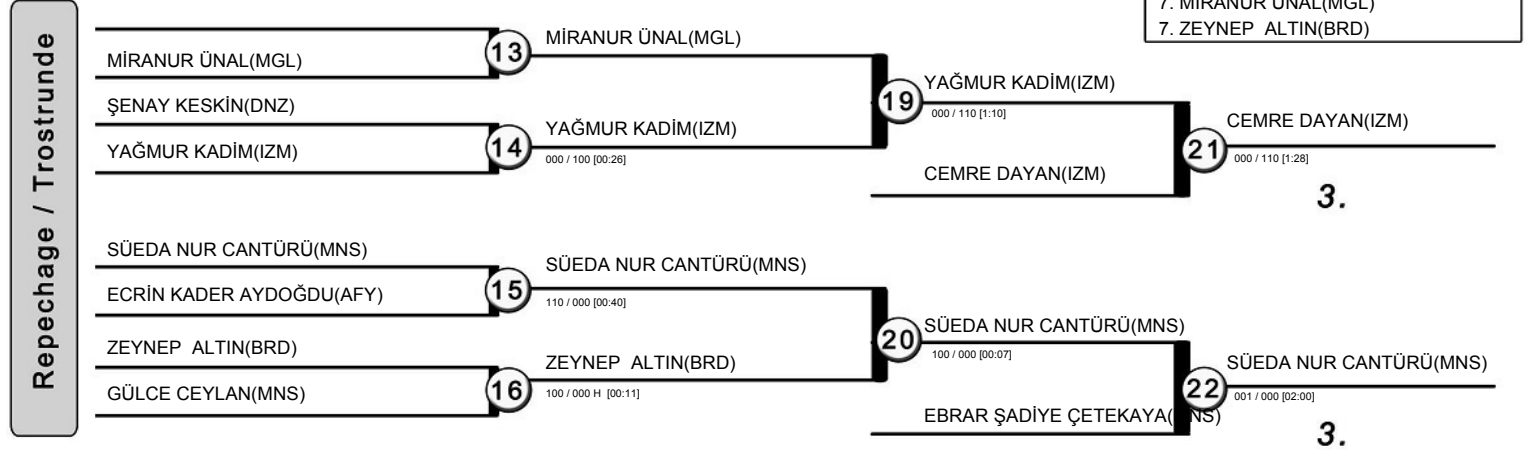 7. MİRANUR ÜNAL(MGL)
7. ZEYNEP ALTIN(BRD)
Repechage / Trostrunde
MİRANUR ÜNAL(MGL)
13
MİRANUR ÜNAL(MGL)
ŞENAY KESKİN(DNZ)
YAĞMUR KADİM(IZM)
14
YAĞMUR KADİM(IZM)
000 / 100 [00:26]
19
YAĞMUR KADİM(IZM)
000 / 110 [1:10]
CEMRE DAYAN(IZM)
21
CEMRE DAYAN(IZM)
000 / 110 [1:28]
3.
SÜEDA NUR CANTÜRÜ(MNS)
ECRİN KADER AYDOĞDU(AFY)
15
SÜEDA NUR CANTÜRÜ(MNS)
110 / 000 [00:40]
ZEYNEP ALTIN(BRD)
GÜLCE CEYLAN(MNS)
16
ZEYNEP ALTIN(BRD)
100 / 000 H [00:11]
20
SÜEDA NUR CANTÜRÜ(MNS)
100 / 000 [00:07]
EBRAR ŞADİYE ÇETEKAYA(MNS)
22
SÜEDA NUR CANTÜRÜ(MNS)
001 / 000 [02:00]
3.